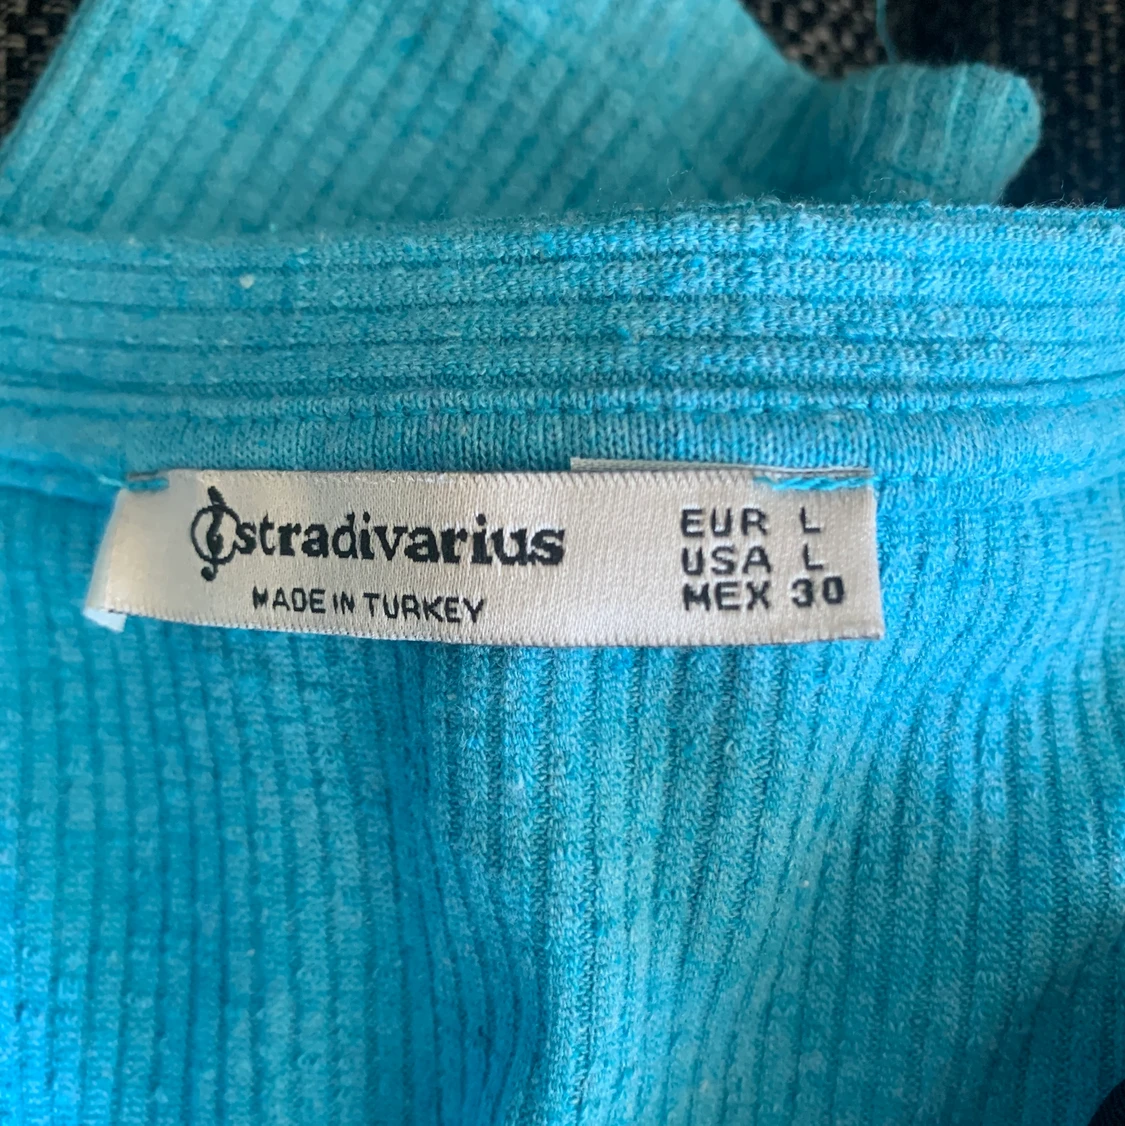 stradivarius
MADE IN TURKEY
EUR L
USA L
MEX 30